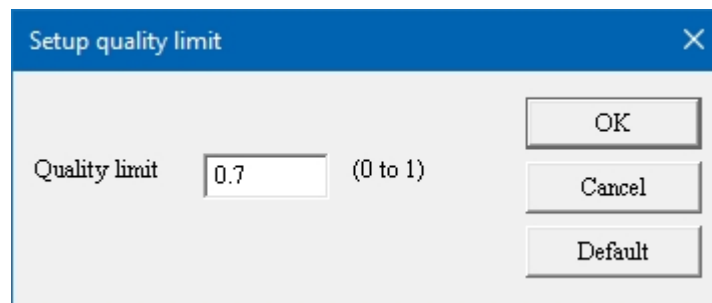 Setup quality limit
OK
Quality limit 0.7 (0 to 1)
Cancel
Default